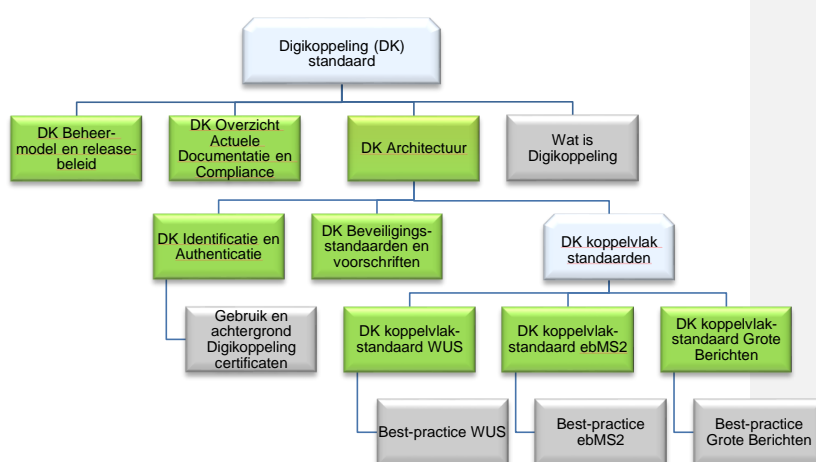 Digikoppeling (DK)
standaard
DK Beheer-
model en release-
beleid
DK Overzicht
Actuele
Documentatie en
Compliance
DK Architectuur
Wat is
Digikoppeling
DK Identificatie en
Authenticatie
DK Beveiligings-
standaarden en
voorschriften
DK koppelvlak
standaarden
Gebruik en
achtergrond
Digikoppeling
certificaten
DK koppelvlak-
standaard WUS
DK koppelvlak-
standaard ebMS2
DK koppelvlak-
standaard Grote
Berichten
Best-practice WUS
Best-practice
ebMS2
Best-practice
Grote Berichten